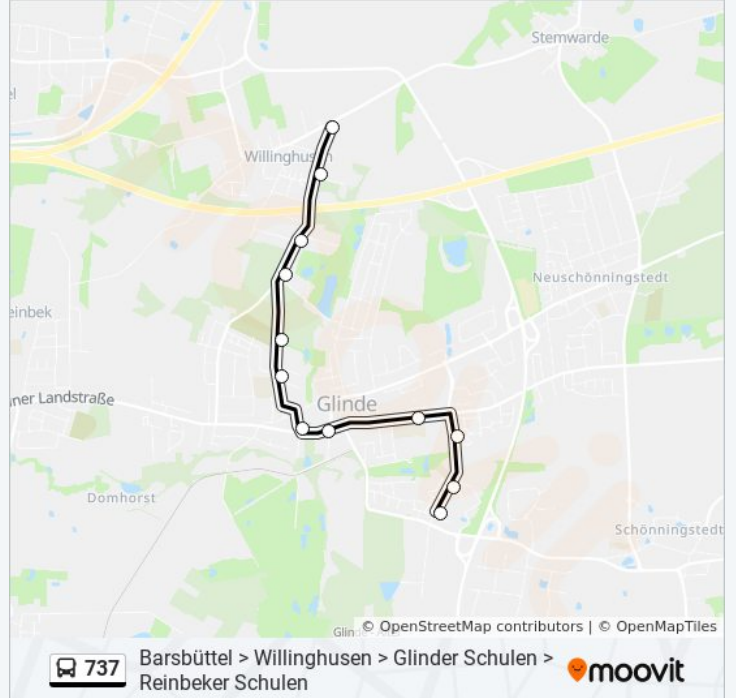 Stemwarde
el
Willinghusen
Neuschönningstedt
einbek
ner Landstraße
Glinde
Domhorst
Schönningstedt
© OpenStreetMap contributors | © OpenMapTiles
737
Barsbüttel > Willinghusen > Glinder Schulen >
Reinbeker Schulen
moovit